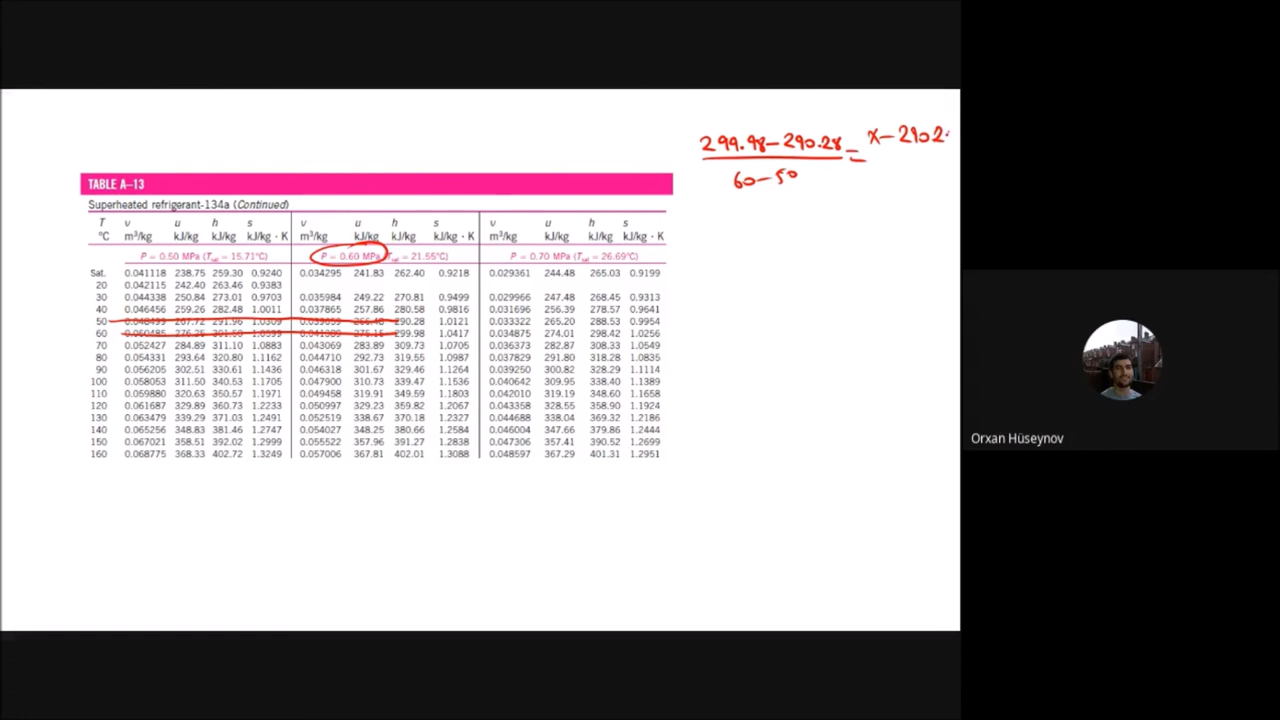 299.98-290.28 = x-2902
60-50
TABLE A–13
Superheated refrigerant-134a (Continued)
T v u h s v u h s v u h s
°C m³/kg kJ/kg kJ/kg kJ/kg · K m³/kg kJ/kg kJ/kg kJ/kg · K m³/kg kJ/kg kJ/kg kJ/kg · K
P = 0.50 MPa (Tsat = 15.71°C) P = 0.60 MPa (Tsat = 21.55°C) P = 0.70 MPa (Tsat = 26.69°C)
Sat. 0.041118 238.75 259.30 0.9240 0.034295 241.83 262.40 0.9218 0.029361 244.48 265.03 0.9199
20 0.042115 242.40 263.46 0.9383
30 0.044338 250.84 273.01 0.9703 0.035984 249.22 270.81 0.9499 0.029966 247.48 268.45 0.9313
40 0.046456 259.26 282.48 1.0011 0.037865 257.86 280.58 0.9816 0.031696 256.39 278.57 0.9641
50 290.28 1.0121 0.033322 265.20 288.53 0.9954
60 299.98 1.0417 0.034875 274.01 298.42 1.0256
70 0.052427 284.89 311.10 1.0883 0.043069 283.89 309.73 1.0705 0.036373 282.87 308.33 1.0549
80 0.054331 293.64 320.80 1.1162 0.044710 292.73 319.55 1.0987 0.037829 291.80 318.28 1.0835
90 0.056205 302.51 330.61 1.1436 0.046318 301.67 329.46 1.1264 0.039250 300.82 328.29 1.1114
100 0.058053 311.50 340.53 1.1705 0.047900 310.73 339.47 1.1536 0.040642 309.95 338.40 1.1389
110 0.059880 320.63 350.57 1.1971 0.049458 319.91 349.59 1.1803 0.042010 319.19 348.60 1.1658
120 0.061687 329.89 360.73 1.2233 0.050997 329.23 359.82 1.2067 0.043358 328.55 358.90 1.1924
130 0.063479 339.29 371.03 1.2491 0.052519 338.67 370.18 1.2327 0.044688 338.04 369.32 1.2186
140 0.065256 348.83 381.46 1.2747 0.054027 348.25 380.66 1.2584 0.046004 347.66 379.86 1.2444
150 0.067021 358.51 392.02 1.2999 0.055522 357.96 391.27 1.2838 0.047306 357.41 390.52 1.2699
160 0.068775 368.33 402.72 1.3249 0.057006 367.81 402.01 1.3088 0.048597 367.29 401.31 1.2951
Orxan Hüseynov